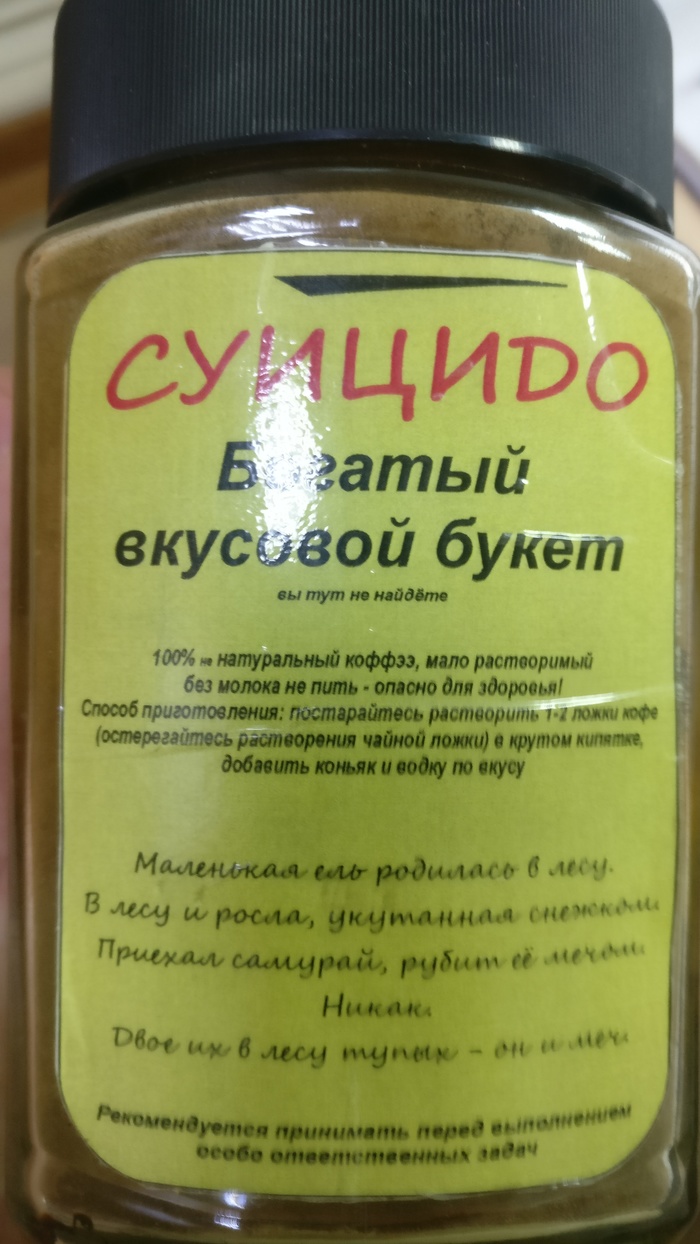 СУИЦИDО
Богатый
вкусовой букет
вы тут не найдёте
100% не натуральный коффээ, мало растворимый
без молока не пить - опасно для здоровья!
Способ приготовления: постарайтесь растворить 1-2 ложки кофе
(остерегайтесь растворения чайной ложки) в крутом кипятке,
добавить коньяк и водку по вкусу
Маленькая ель родилась в лесу.
В лесу и росла, укутанная снежком.
Приехал самурай, рубит её мечом.
Никак.
Двое их в лесу тупых - он и меч.
Рекомендуется принимать перед выполнением
особо ответственных задач